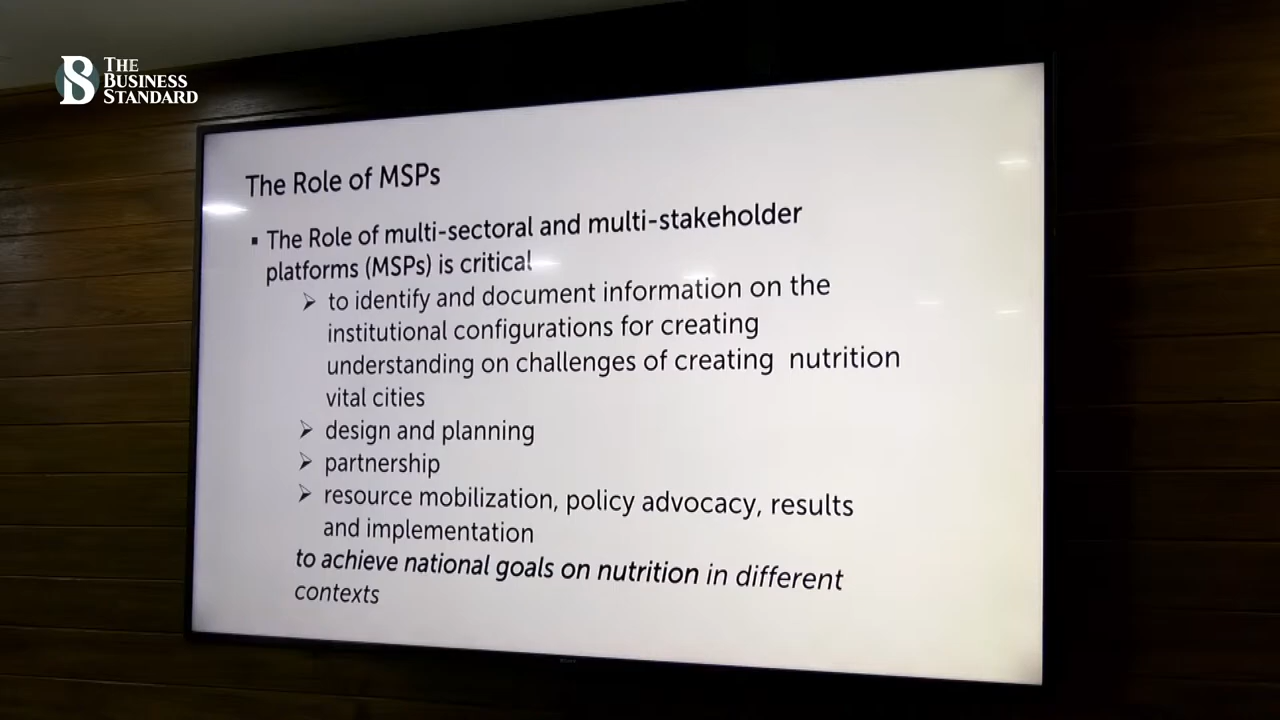 THE
BUSINESS
STANDARD
The Role of MSPs
▪ The Role of multi-sectoral and multi-stakeholder
platforms (MSPs) is critical
➢ to identify and document information on the
institutional configurations for creating
understanding on challenges of creating nutrition
vital cities
➢ design and planning
➢ partnership
➢ resource mobilization, policy advocacy, results
and implementation
to achieve national goals on nutrition in different
contexts